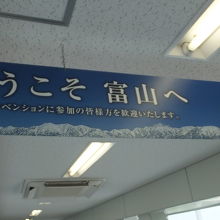 うこそ 富山へ
ベンションに参加の皆様方を歓迎いたします。